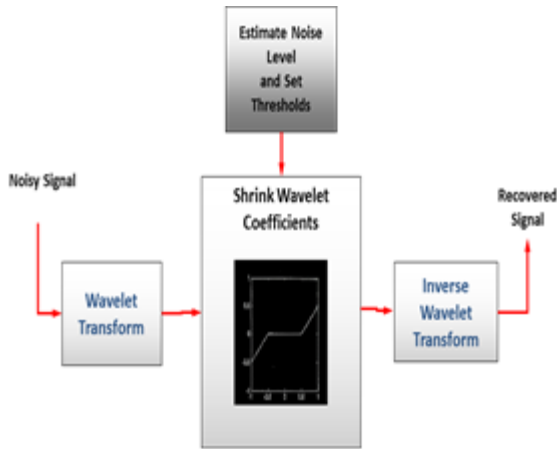 Estimate Noise
Level
and Set
Thresholds
Noisy Signal
Shrink Wavelet
Coefficients
Recovered
Signal
Wavelet
Transform
Inverse
Wavelet
Transform